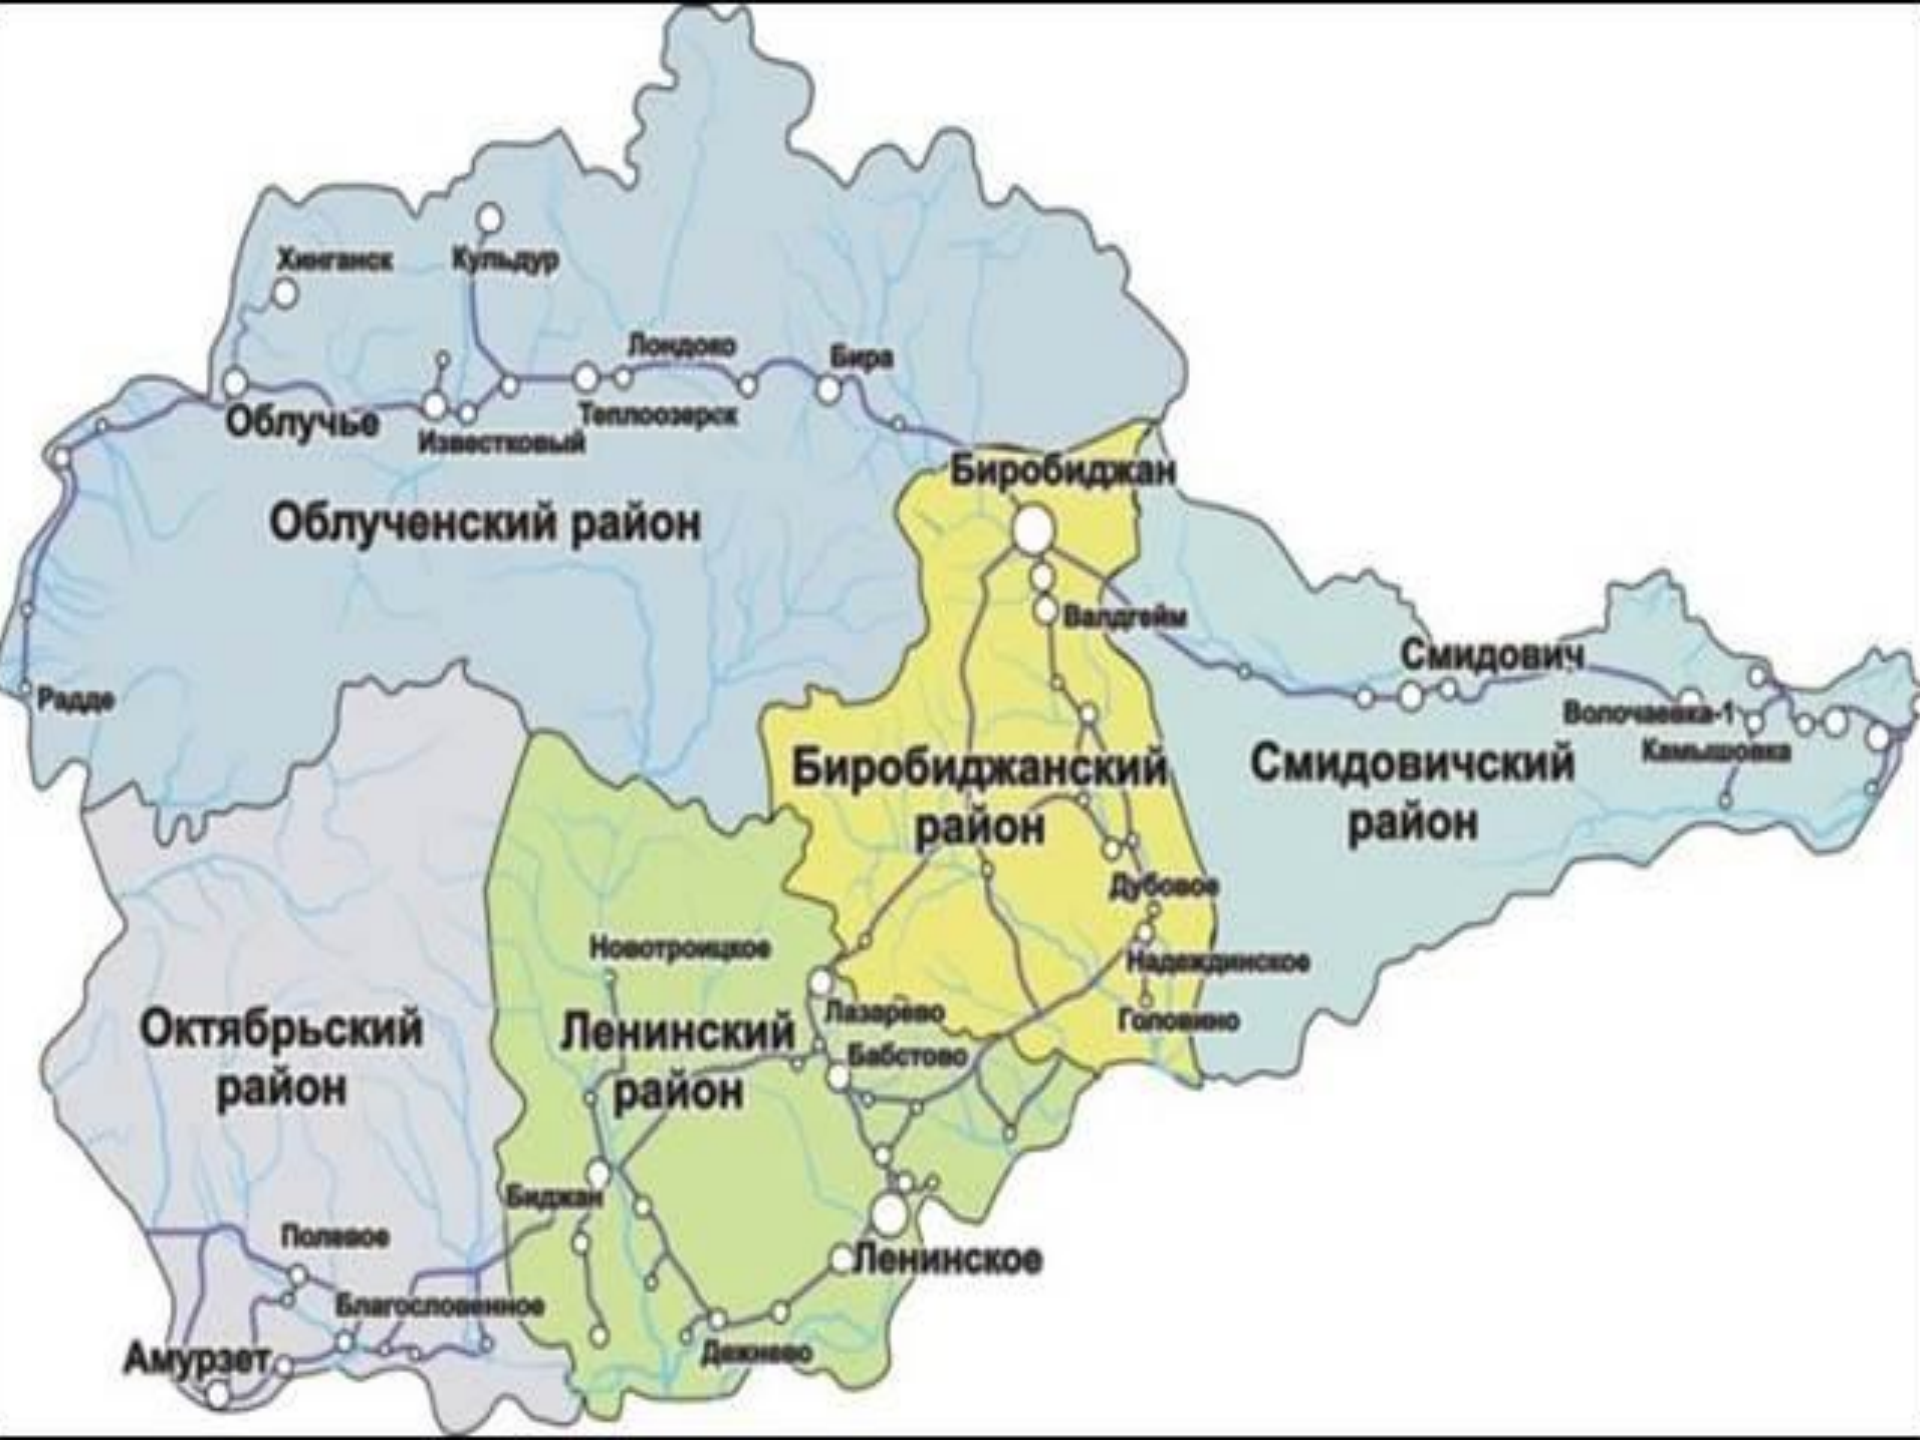 Хинганск
Кульдур
Лондоко
Бира
Облучье
Теплоозерск
Известковый
Биробиджан
Облученский район
Валдгейм
Смидович
Радде
Волочаевка-1
Камышовка
Биробиджанский
район
Смидовичский
район
Дубовое
Новотроицкое
Надеждинское
Лазарево
Головино
Октябрьский
район
Ленинский
район
Бабстово
Биджан
Полевое
Ленинское
Благословенное
Амурзет
Дежнево